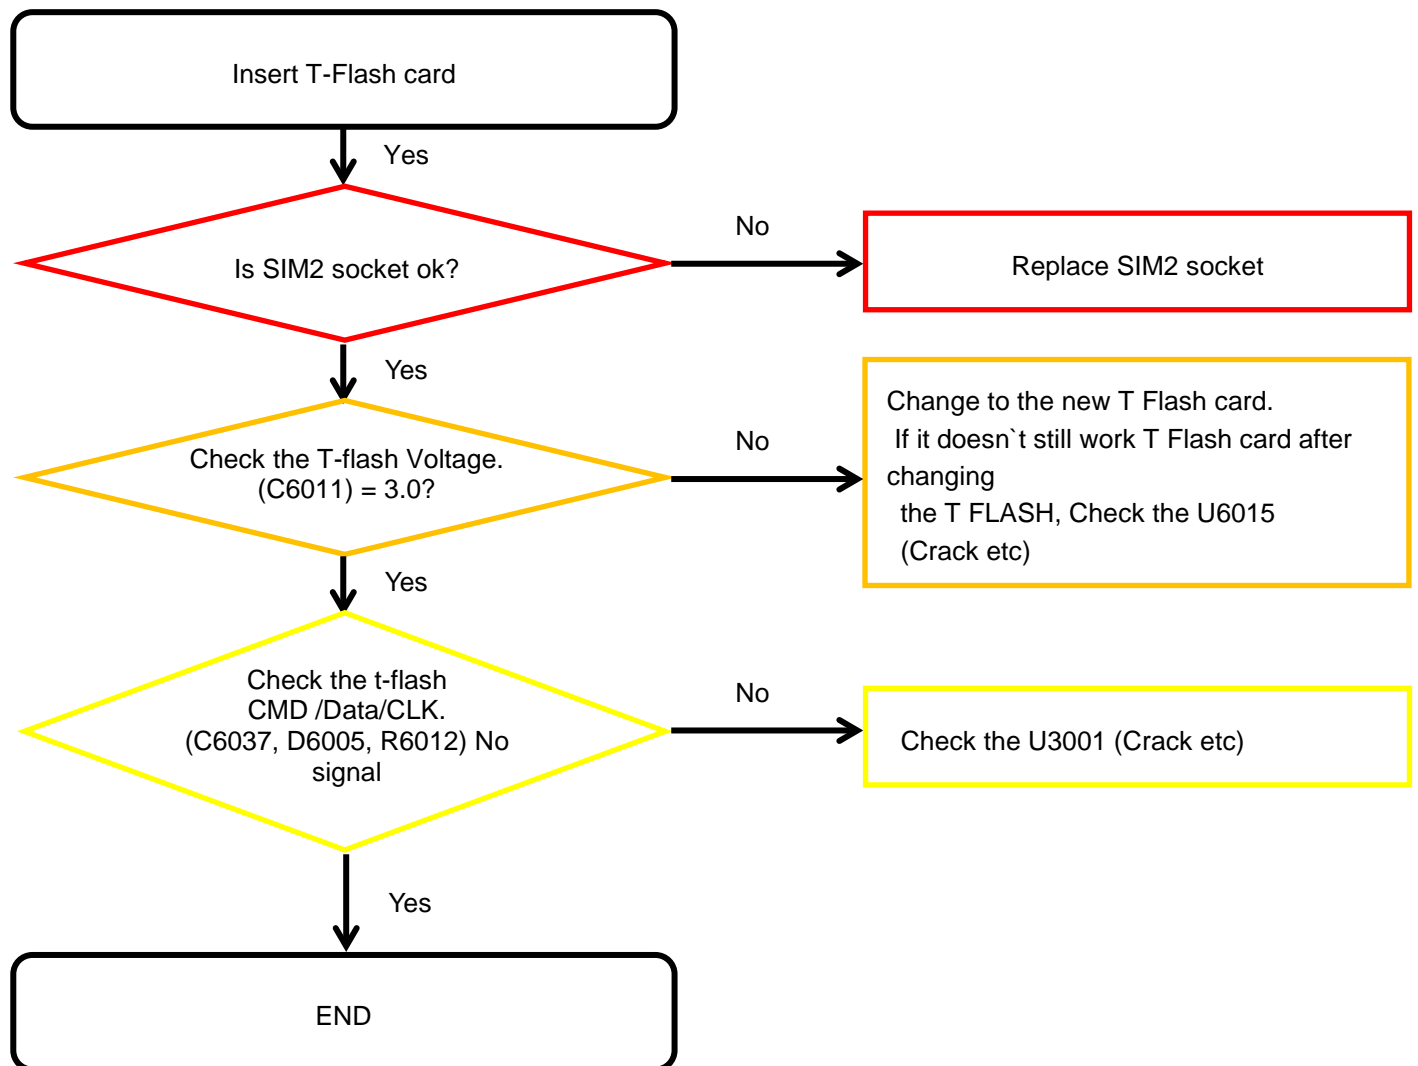 Insert T-Flash card
Yes
Is SIM2 socket ok?
No
Replace SIM2 socket
Yes
Check the T-flash Voltage.
(C6011) = 3.0?
No
Change to the new T Flash card.
If it doesn`t still work T Flash card after
changing
the T FLASH, Check the U6015
(Crack etc)
Yes
Check the t-flash
CMD /Data/CLK.
(C6037, D6005, R6012) No
signal
No
Check the U3001 (Crack etc)
Yes
END